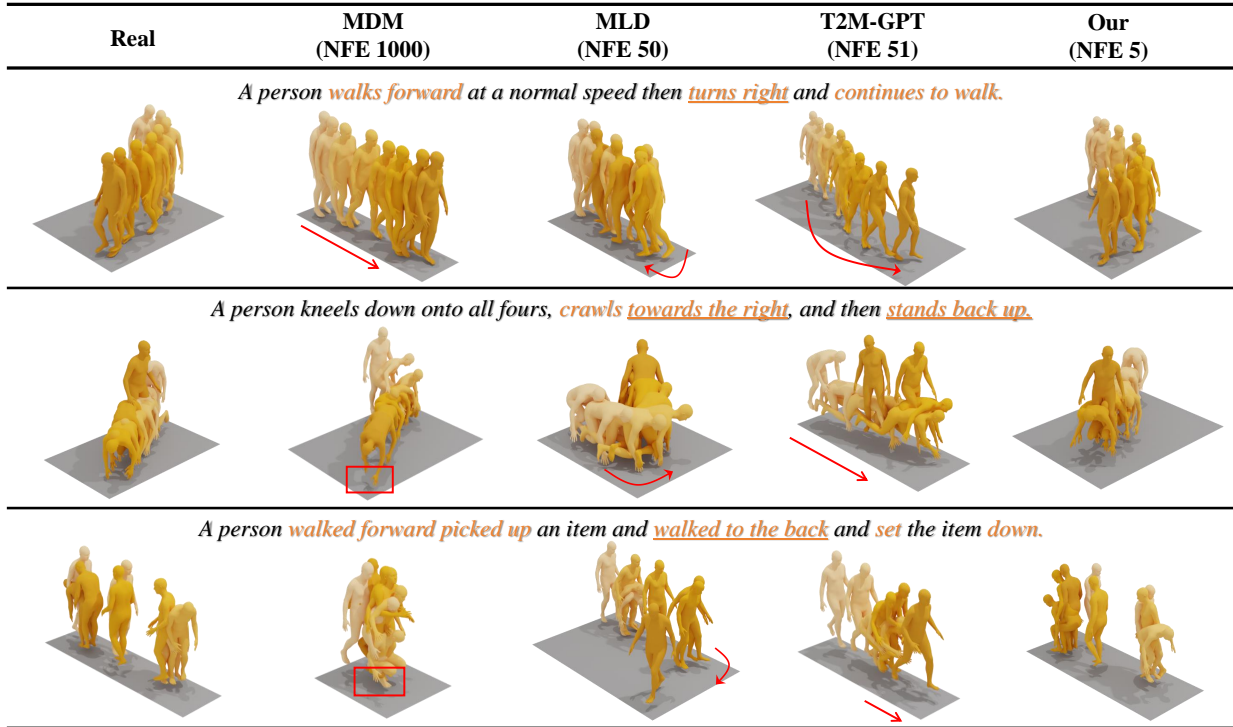 Real
MDM
(NFE 1000)
MLD
(NFE 50)
T2M-GPT
(NFE 51)
Our
(NFE 5)
A person walks forward at a normal speed then turns right and continues to walk.
A person kneels down onto all fours, crawls towards the right, and then stands back up.
A person walked forward picked up an item and walked to the back and set the item down.